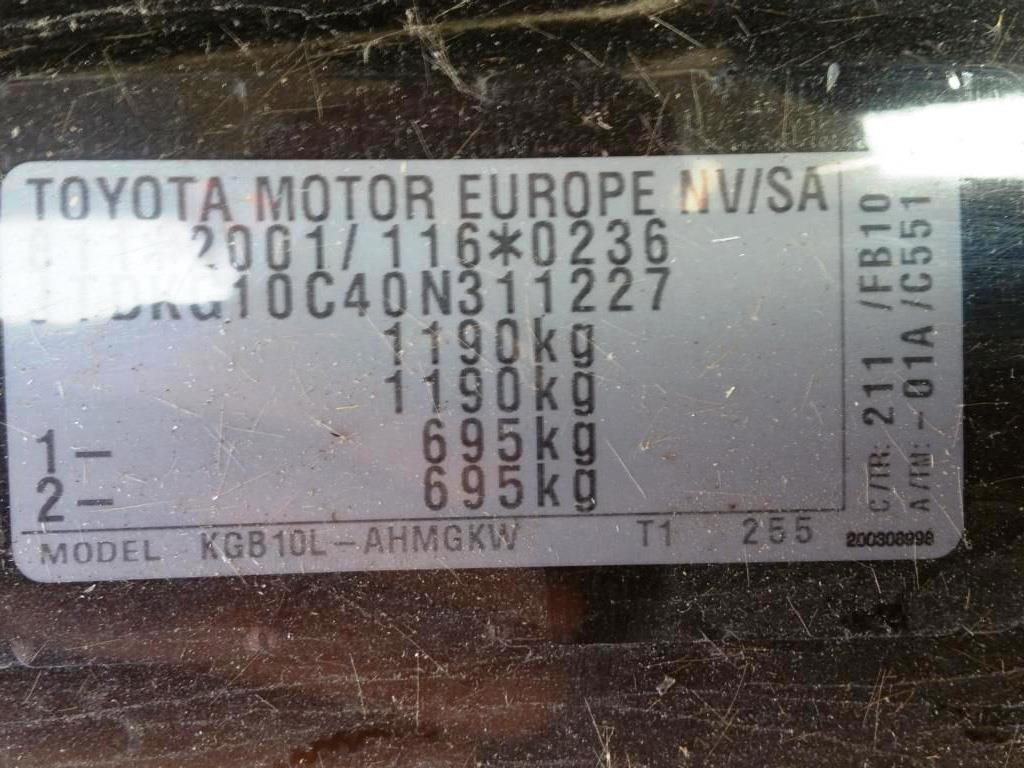 TOYOTA MOTOR EUROPE NV/SA
2001/116*0236
KG10C40N311227
1190kg
1190kg
1- 695kg
2- 695kg
MODEL KGB10L-AHMGKW T1 255
C/TR: 211 /FB10
A/TN: -01A /C551
200308998